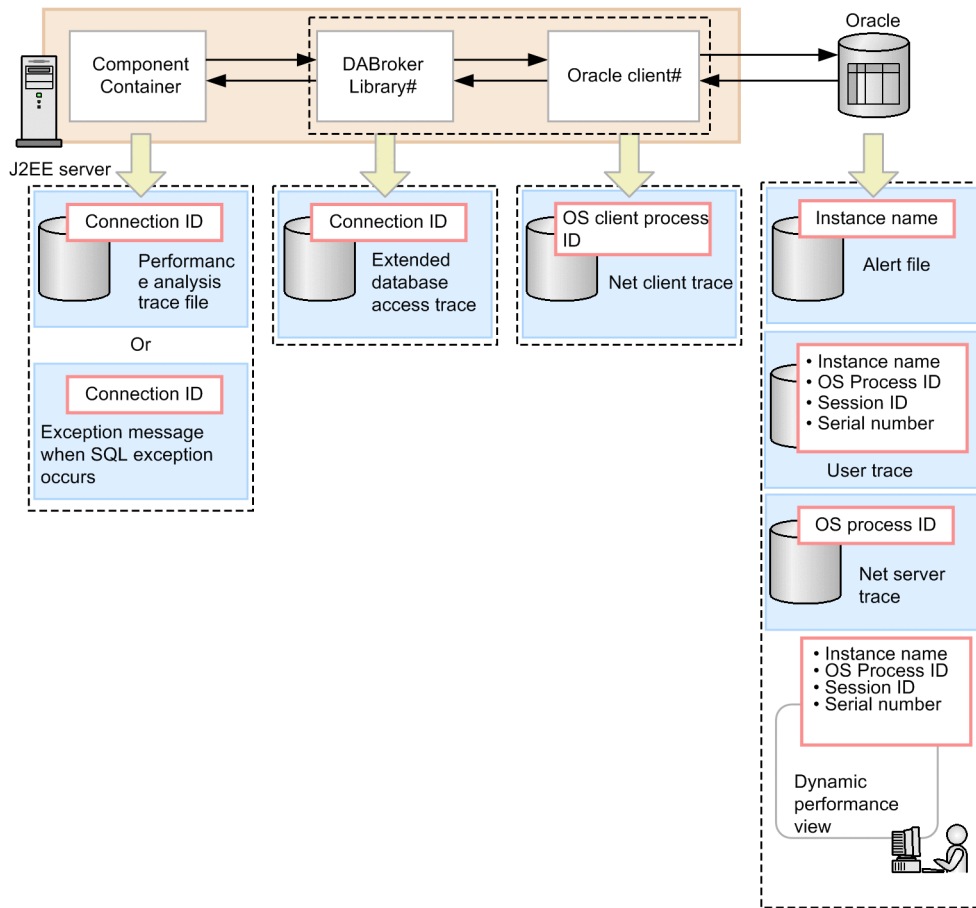 Oracle
Component
Container
DABroker
Library#
Oracle client#
J2EE server
Connection ID
Performanc
e analysis
trace file
Or
Connection ID
Exception message
when SQL exception
occurs
Connection ID
Extended
database
access trace
OS client process
ID
Net client trace
Instance name
Alert file
• Instance name
• OS Process ID
• Session ID
• Serial number
User trace
OS process ID
Net server
trace
• Instance name
• OS Process ID
• Session ID
• Serial number
Dynamic
performance
view